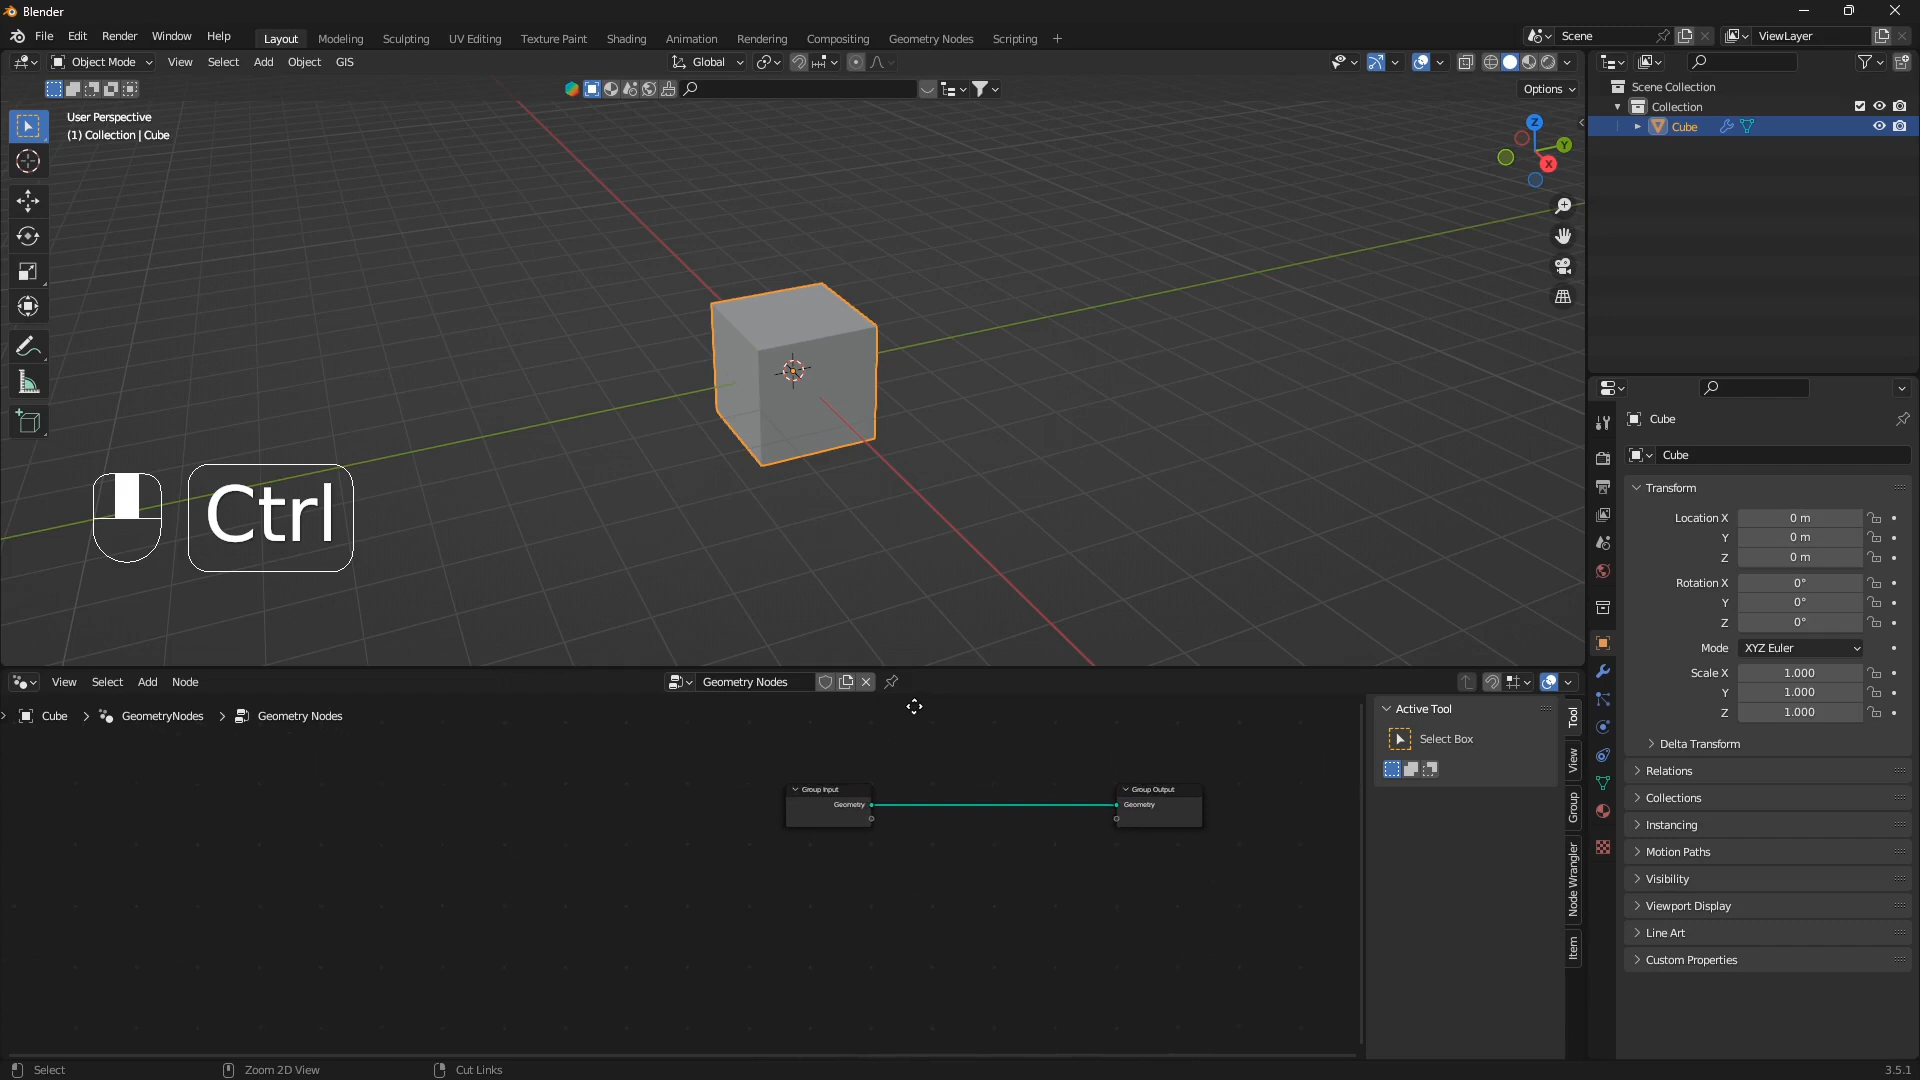 Blender
File Edit Render Window Help
Layout Modeling Sculpting UV Editing Texture Paint Shading Animation Rendering Compositing Geometry Nodes Scripting
Scene
ViewLayer
Object Mode View Select Add Object GIS
Global
Options
User Perspective
(1) Collection | Cube
Z
Y
X
Ctrl
Scene Collection
Collection
Cube
Cube
Cube
Transform
Location X 0 m
Y 0 m
Z 0 m
Rotation X 0°
Y 0°
Z 0°
Mode XYZ Euler
Scale X 1.000
Y 1.000
Z 1.000
Delta Transform
Relations
Collections
Instancing
Motion Paths
Visibility
Viewport Display
Line Art
Custom Properties
View Select Add Node
Geometry Nodes
Cube GeometryNodes Geometry Nodes
Group Input
Geometry
Group Output
Geometry
Active Tool
Select Box
Tool
View
Group
Node Wrangler
Item
Select Zoom 2D View Cut Links
3.5.1